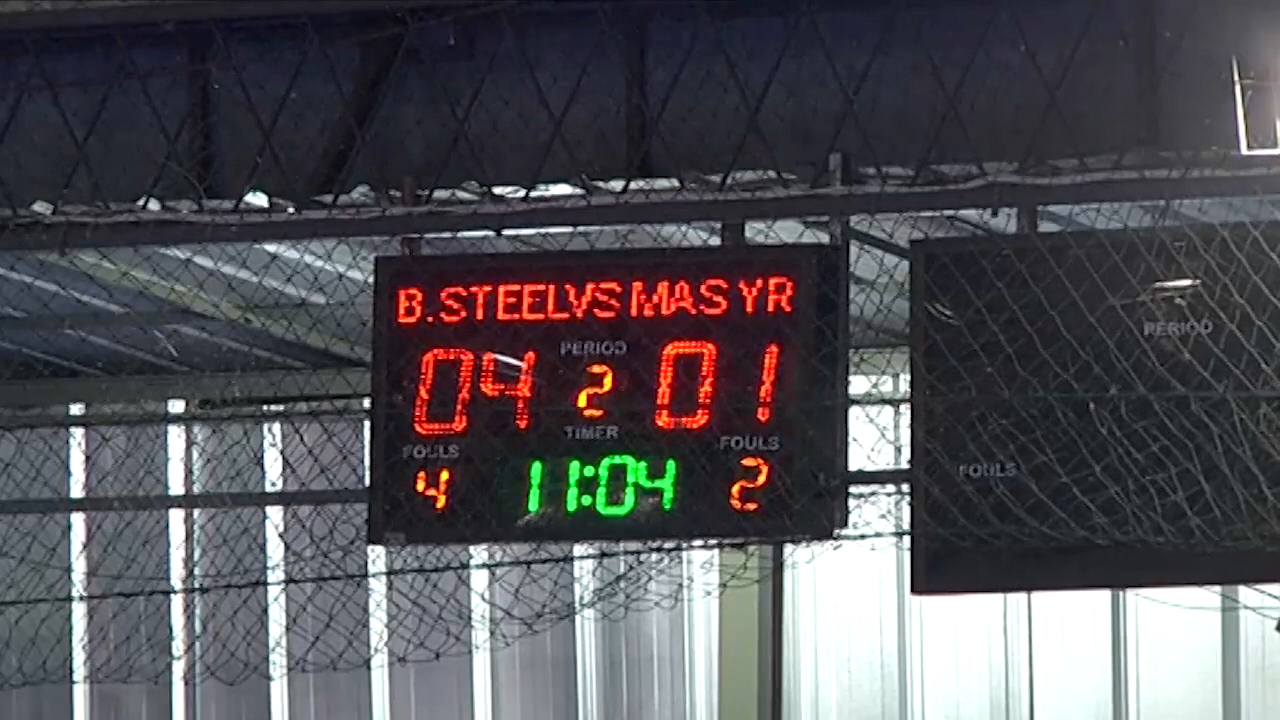 B.STEELVS MAS YR
PERIOD
04 2 01
TIMER
FOULS FOULS
4 11:04 2
PERIOD
FOULS